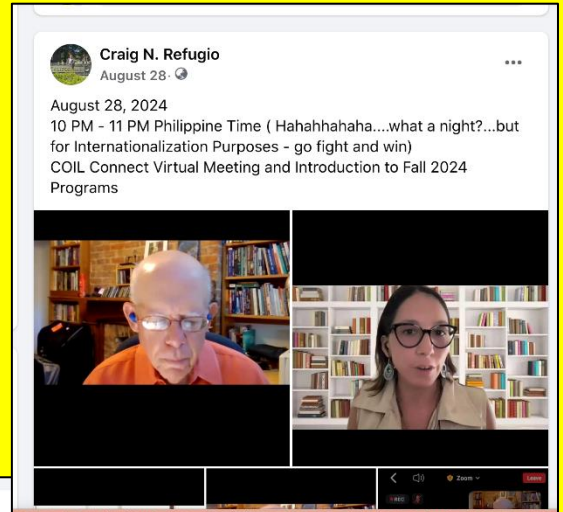 Craig N. Refugio
August 28 ·
August 28, 2024
10 PM - 11 PM Philippine Time ( Hahahhahaha....what a night?...but
for Internationalization Purposes - go fight and win)
COIL Connect Virtual Meeting and Introduction to Fall 2024
Programs
Zoom
Leave
REC